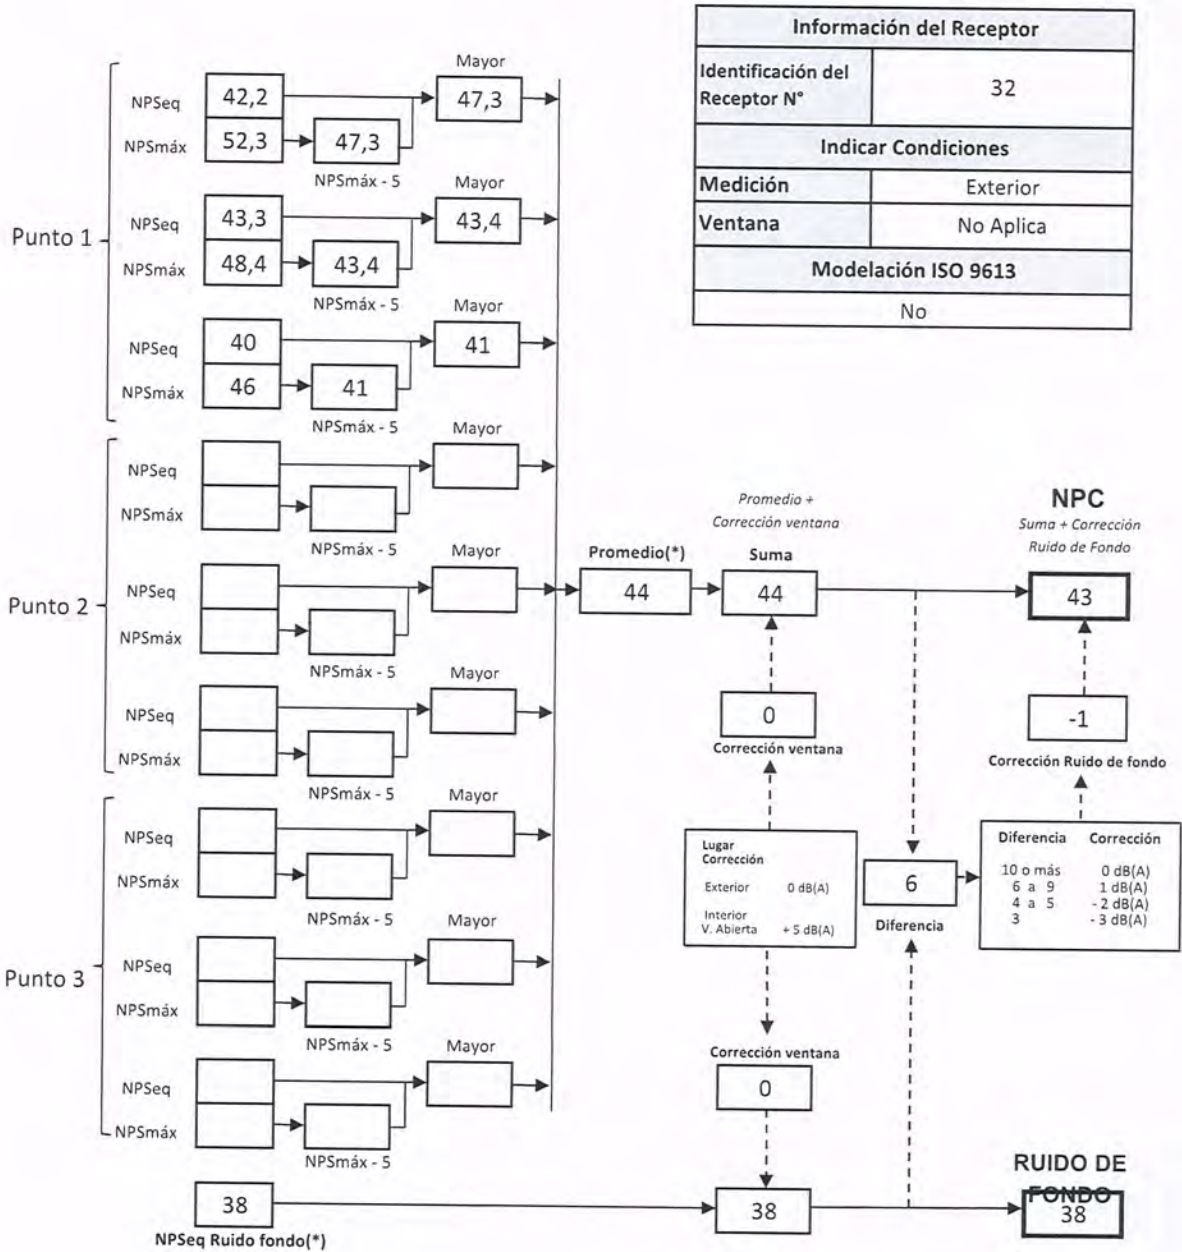 Información del Receptor
Identificación del Receptor N° 32
Indicar Condiciones
Medición Exterior
Ventana No Aplica
Modelación ISO 9613
No
Punto 1
Mayor
NPSeq 42,2 47,3
NPSmáx 52,3 47,3
NPSmáx - 5
Mayor
NPSeq 43,3 43,4
NPSmáx 48,4 43,4
NPSmáx - 5
Mayor
NPSeq 40 41
NPSmáx 46 41
NPSmáx - 5
Punto 2
Mayor
NPSeq
NPSmáx
NPSmáx - 5
Mayor
NPSeq
NPSmáx
NPSmáx - 5
Mayor
NPSeq
NPSmáx
NPSmáx - 5
Punto 3
Mayor
NPSeq
NPSmáx
NPSmáx - 5
Mayor
NPSeq
NPSmáx
NPSmáx - 5
Mayor
NPSeq
NPSmáx
NPSmáx - 5
Promedio(*)
44
Promedio +
Corrección ventana
Suma
44
NPC
Suma + Corrección
Ruido de Fondo
43
0
Corrección ventana
-1
Corrección Ruido de fondo
Lugar
Corrección
Exterior 0 dB(A)
Interior
V. Abierta + 5 dB(A)
6
Diferencia
Diferencia Corrección
10 o más 0 dB(A)
6 a 9 1 dB(A)
4 a 5 - 2 dB(A)
3 - 3 dB(A)
Corrección ventana
0
38
NPSeq Ruido fondo(*)
38
RUIDO DE
FONDO
38